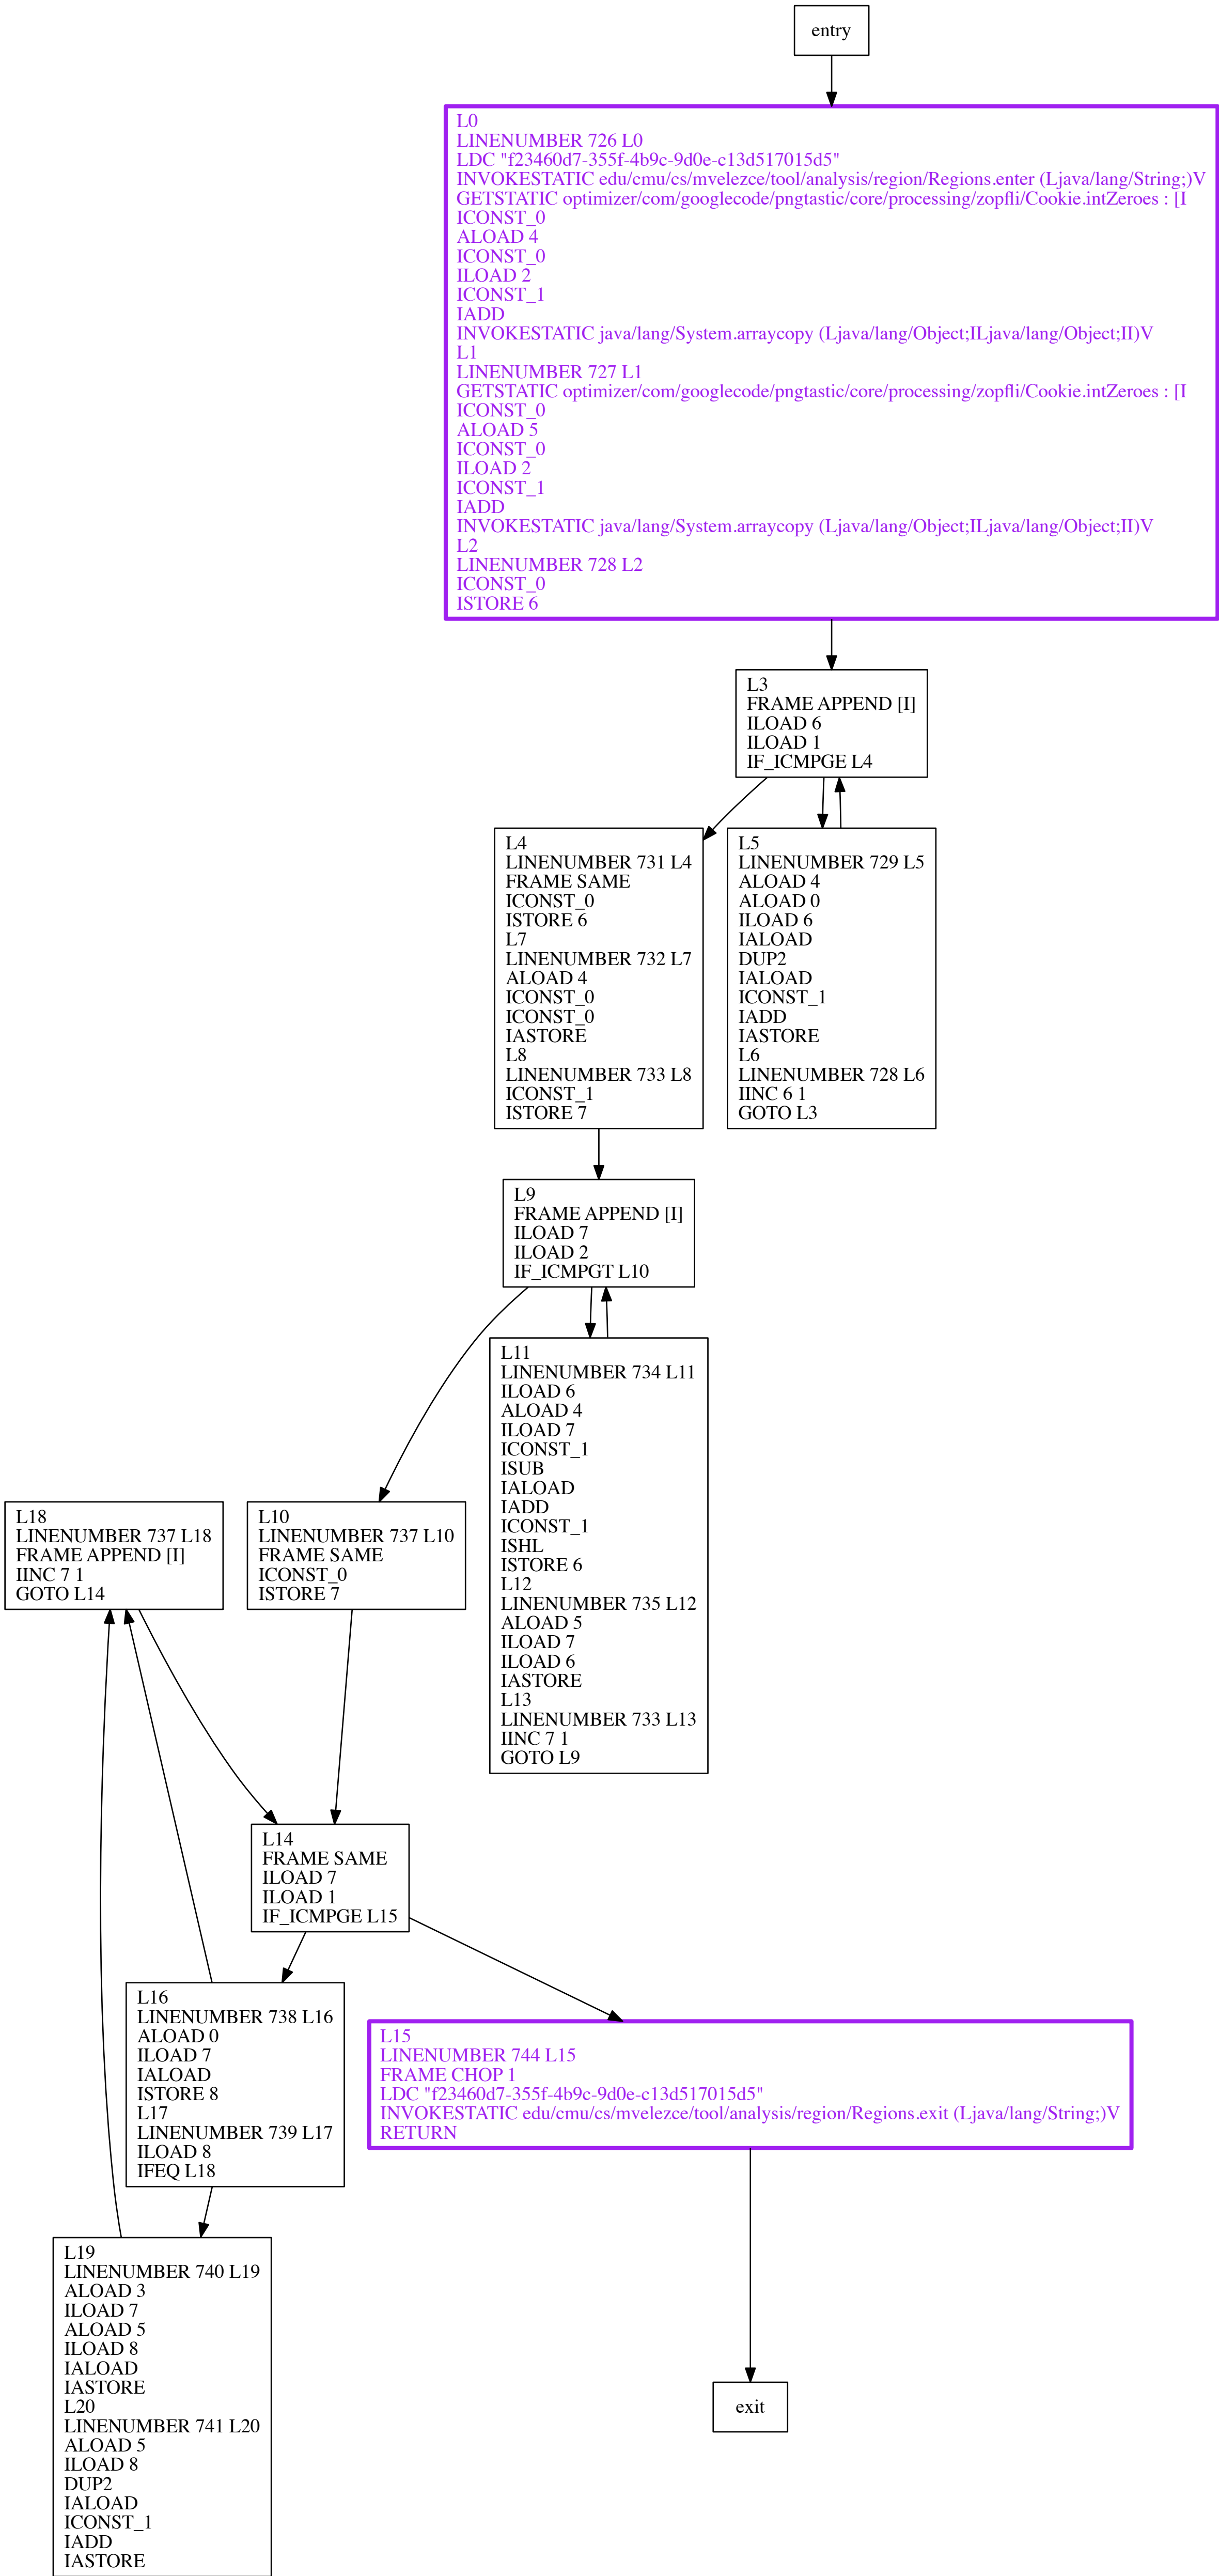 entry
L0
LINENUMBER 726 L0
LDC "f23460d7-355f-4b9c-9d0e-c13d517015d5"
INVOKESTATIC edu/cmu/cs/mvelezce/tool/analysis/region/Regions.enter (Ljava/lang/String;)V
GETSTATIC optimizer/com/googlecode/pngtastic/core/processing/zopfli/Cookie.intZeroes : [I
ICONST_0
ALOAD 4
ICONST_0
ILOAD 2
ICONST_1
IADD
INVOKESTATIC java/lang/System.arraycopy (Ljava/lang/Object;ILjava/lang/Object;II)V
L1
LINENUMBER 727 L1
GETSTATIC optimizer/com/googlecode/pngtastic/core/processing/zopfli/Cookie.intZeroes : [I
ICONST_0
ALOAD 5
ICONST_0
ILOAD 2
ICONST_1
IADD
INVOKESTATIC java/lang/System.arraycopy (Ljava/lang/Object;ILjava/lang/Object;II)V
L2
LINENUMBER 728 L2
ICONST_0
ISTORE 6
L3
FRAME APPEND [I]
ILOAD 6
ILOAD 1
IF_ICMPGE L4
L4
LINENUMBER 731 L4
FRAME SAME
ICONST_0
ISTORE 6
L7
LINENUMBER 732 L7
ALOAD 4
ICONST_0
ICONST_0
IASTORE
L8
LINENUMBER 733 L8
ICONST_1
ISTORE 7
L5
LINENUMBER 729 L5
ALOAD 4
ALOAD 0
ILOAD 6
IALOAD
DUP2
IALOAD
ICONST_1
IADD
IASTORE
L6
LINENUMBER 728 L6
IINC 6 1
GOTO L3
L9
FRAME APPEND [I]
ILOAD 7
ILOAD 2
IF_ICMPGT L10
L11
LINENUMBER 734 L11
ILOAD 6
ALOAD 4
ILOAD 7
ICONST_1
ISUB
IALOAD
IADD
ICONST_1
ISHL
ISTORE 6
L12
LINENUMBER 735 L12
ALOAD 5
ILOAD 7
ILOAD 6
IASTORE
L13
LINENUMBER 733 L13
IINC 7 1
GOTO L9
L18
LINENUMBER 737 L18
FRAME APPEND [I]
IINC 7 1
GOTO L14
L10
LINENUMBER 737 L10
FRAME SAME
ICONST_0
ISTORE 7
L14
FRAME SAME
ILOAD 7
ILOAD 1
IF_ICMPGE L15
L16
LINENUMBER 738 L16
ALOAD 0
ILOAD 7
IALOAD
ISTORE 8
L17
LINENUMBER 739 L17
ILOAD 8
IFEQ L18
L15
LINENUMBER 744 L15
FRAME CHOP 1
LDC "f23460d7-355f-4b9c-9d0e-c13d517015d5"
INVOKESTATIC edu/cmu/cs/mvelezce/tool/analysis/region/Regions.exit (Ljava/lang/String;)V
RETURN
L19
LINENUMBER 740 L19
ALOAD 3
ILOAD 7
ALOAD 5
ILOAD 8
IALOAD
IASTORE
L20
LINENUMBER 741 L20
ALOAD 5
ILOAD 8
DUP2
IALOAD
ICONST_1
IADD
IASTORE
exit